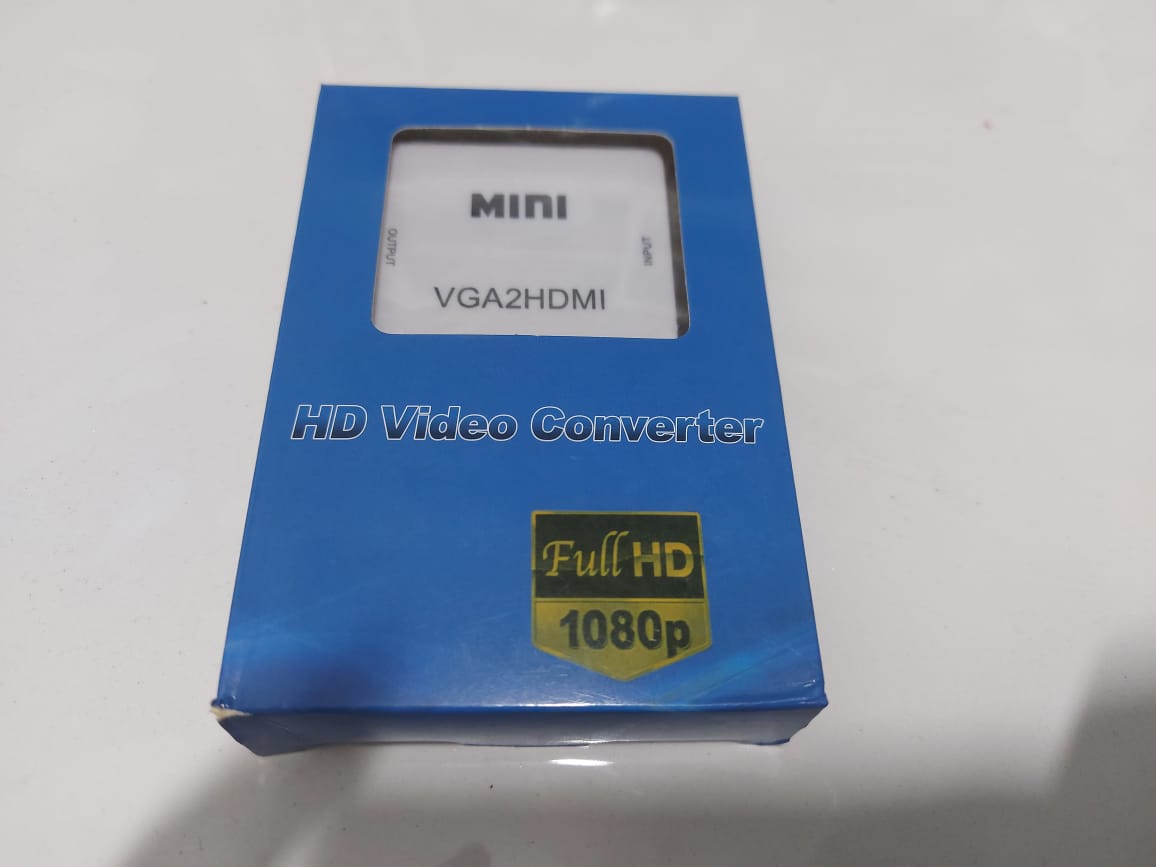 MINI
OUTPUT
INPUT
VGA2HDMI
HD Video Converter
Full HD
1080p